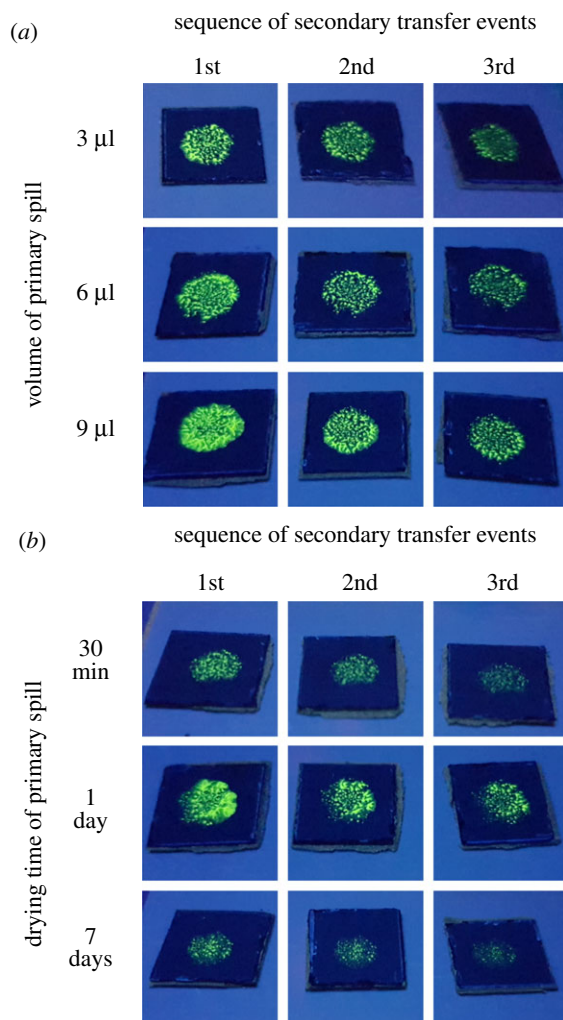 (a) sequence of secondary transfer events
1st 2nd 3rd
volume of primary spill
3 µl
6 µl
9 µl
(b) sequence of secondary transfer events
1st 2nd 3rd
drying time of primary spill
30
min
1
day
7
days